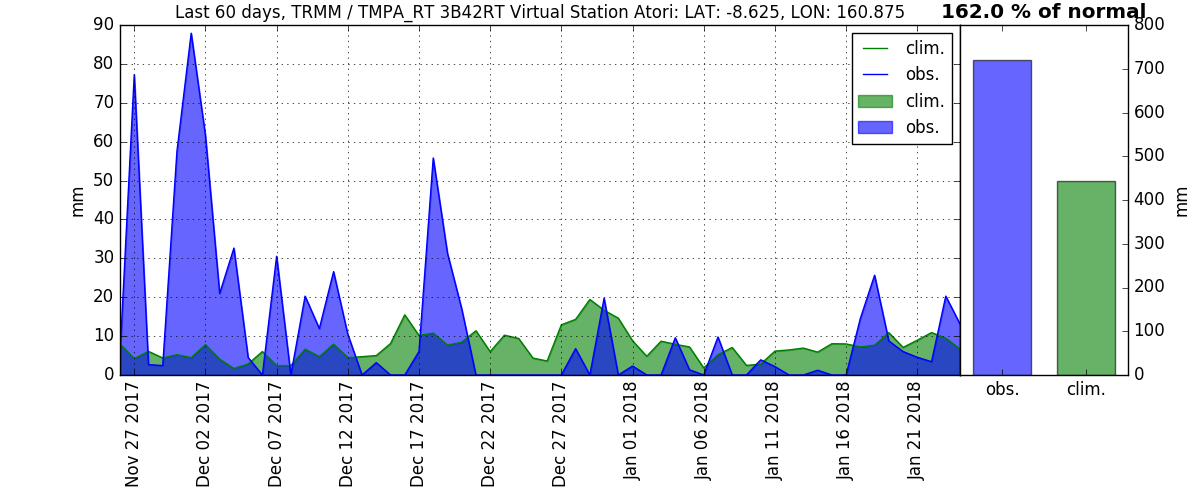 Last 60 days, TRMM / TMPA_RT 3B42RT Virtual Station Atori: LAT: -8.625, LON: 160.875
162.0 % of normal
90
80
70
60
50
40
30
20
10
0
mm
clim.
obs.
clim.
obs.
800
700
600
500
400
300
200
100
0
mm
Nov 27 2017
Dec 02 2017
Dec 07 2017
Dec 12 2017
Dec 17 2017
Dec 22 2017
Dec 27 2017
Jan 01 2018
Jan 06 2018
Jan 11 2018
Jan 16 2018
Jan 21 2018
obs.
clim.